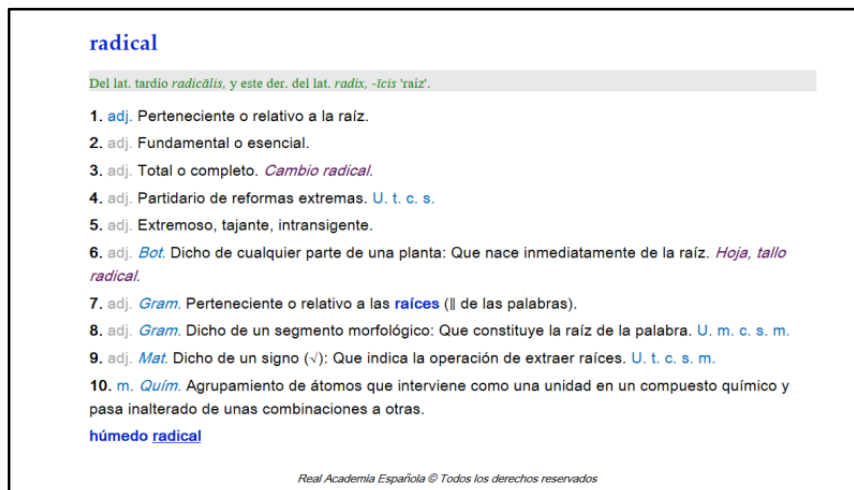 radical
Del lat. tardío radicālis, y este der. del lat. radix, -īcis 'raíz'.
1. adj. Perteneciente o relativo a la raíz.
2. adj. Fundamental o esencial.
3. adj. Total o completo. Cambio radical.
4. adj. Partidario de reformas extremas. U. t. c. s.
5. adj. Extremoso, tajante, intransigente.
6. adj. Bot. Dicho de cualquier parte de una planta: Que nace inmediatamente de la raíz. Hoja, tallo
radical.
7. adj. Gram. Perteneciente o relativo a las raíces (‖ de las palabras).
8. adj. Gram. Dicho de un segmento morfológico: Que constituye la raíz de la palabra. U. m. c. s. m.
9. adj. Mat. Dicho de un signo (√): Que indica la operación de extraer raíces. U. t. c. s. m.
10. m. Quím. Agrupamiento de átomos que interviene como una unidad en un compuesto químico y
pasa inalterado de unas combinaciones a otras.
húmedo radical
Real Academia Española © Todos los derechos reservados